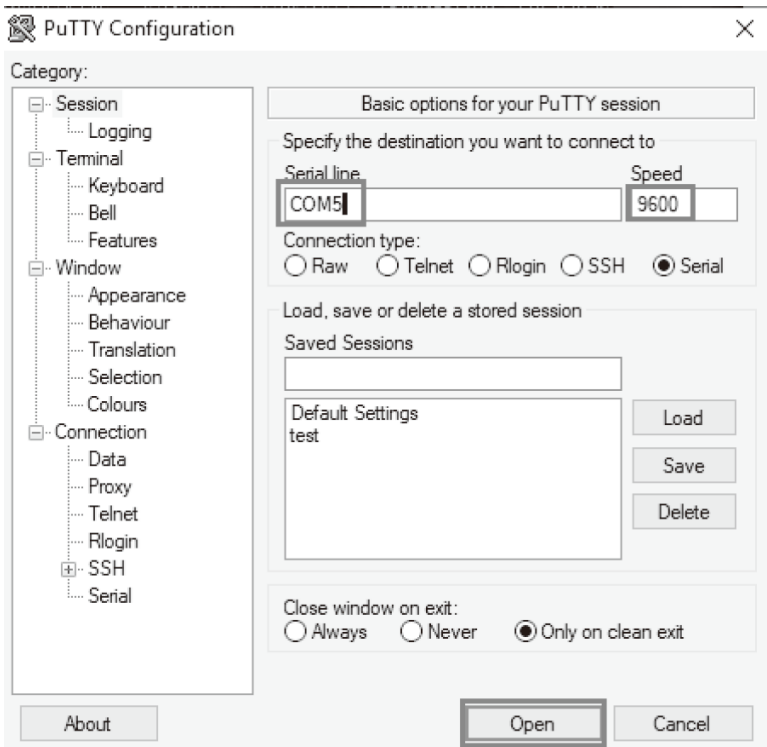 PuTTY Configuration
Category:
Session
Logging
Terminal
Keyboard
Bell
Features
Window
Appearance
Behaviour
Translation
Selection
Colours
Connection
Data
Proxy
Telnet
Rlogin
SSH
Serial
Basic options for your PuTTY session
Specify the destination you want to connect to
Serial line Speed
COM5 9600
Connection type:
Raw Telnet Rlogin SSH Serial
Load, save or delete a stored session
Saved Sessions
Default Settings
test
Load
Save
Delete
Close window on exit:
Always Never Only on clean exit
About Open Cancel